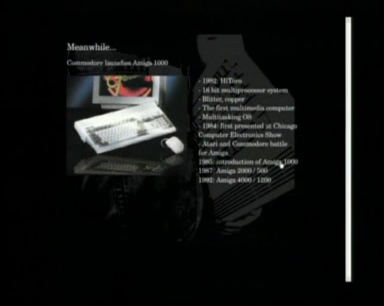 Meanwhile...
Commodore launches Amiga 1000
- 1982: HiToro
- 16 bit multiprocessor system
- Blitter, copper
- The first multimedia computer
- Multitasking OS
- 1984: first presented at Chicago
Computer Electronics Show
- Atari and Commodore battle
for Amiga
1985: introduction of Amiga 1000
1987: Amiga 2000 / 500
1992: Amiga 4000 / 1200